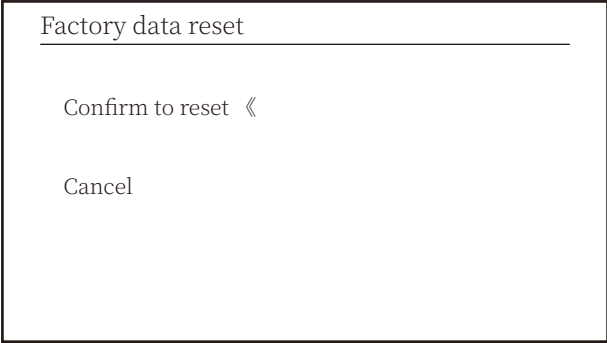 Factory data reset
Confirm to reset 《
Cancel